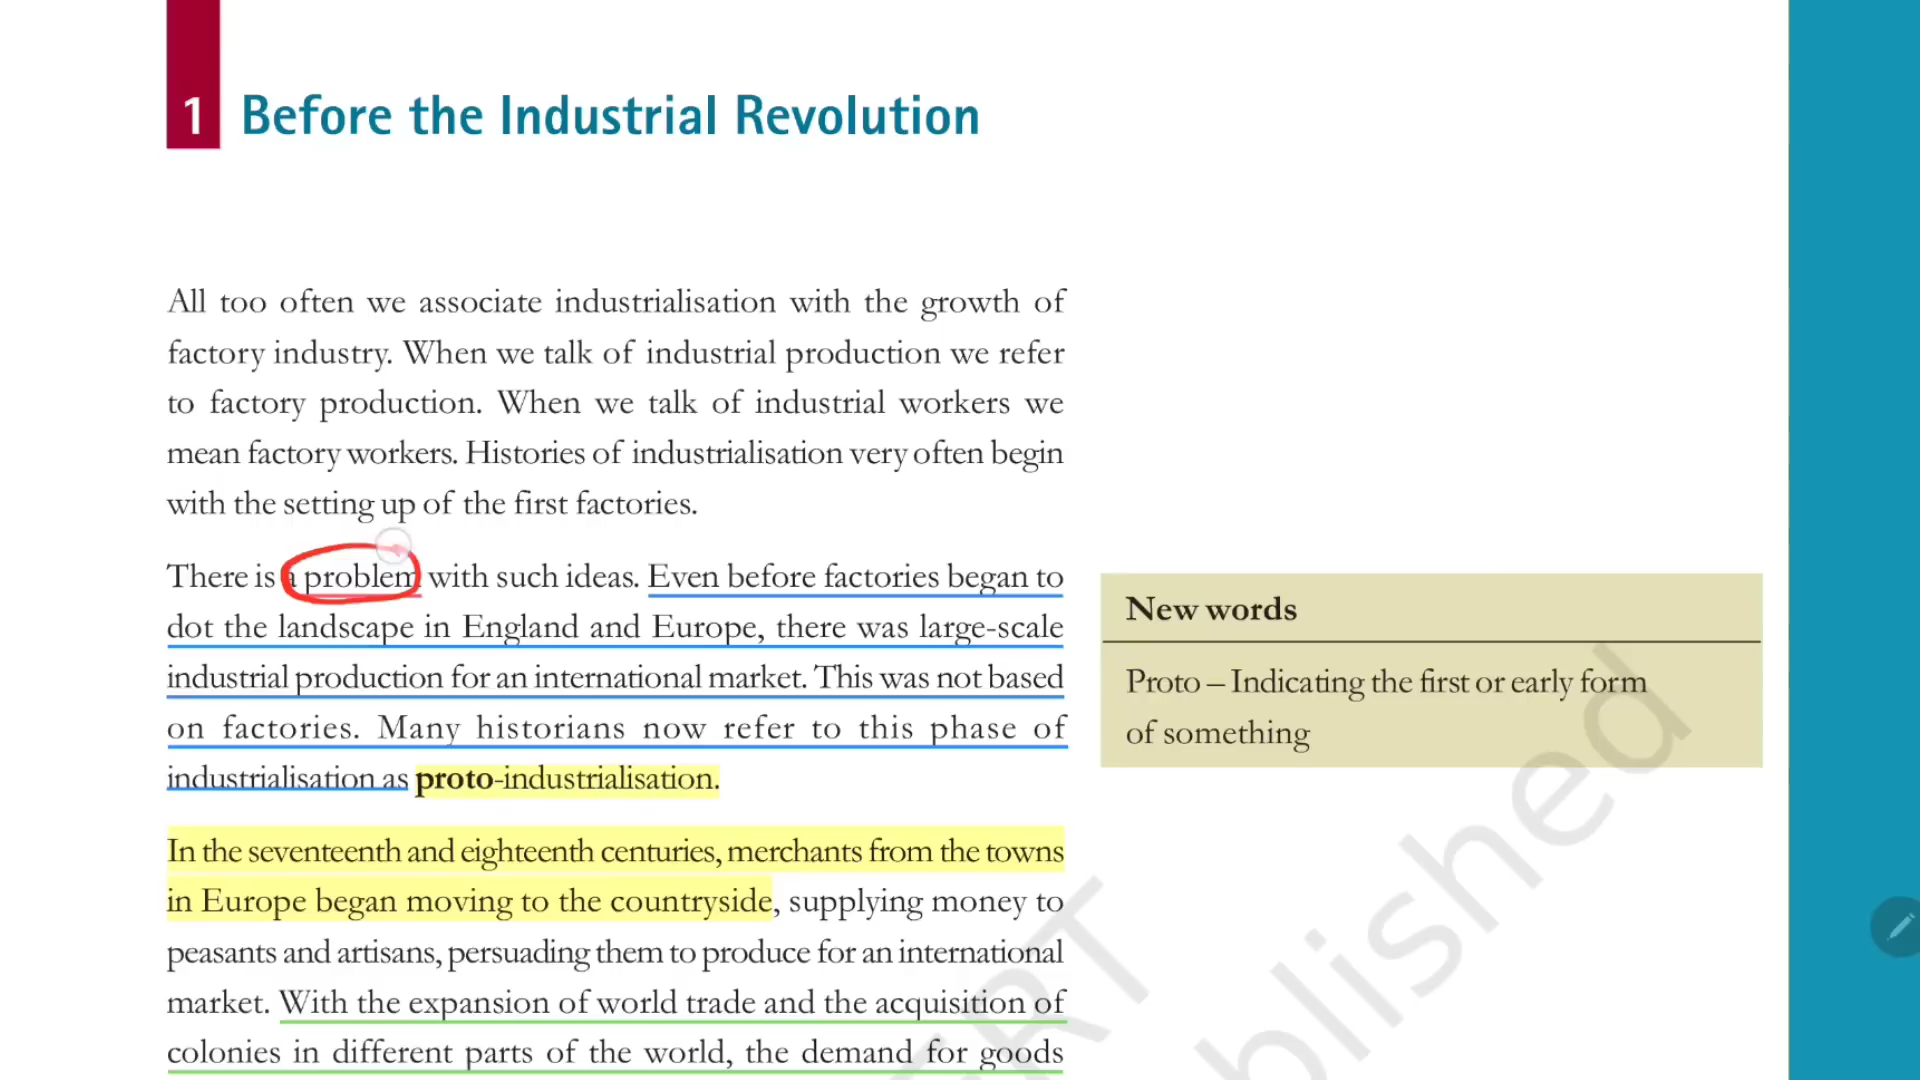 1 Before the Industrial Revolution
All too often we associate industrialisation with the growth of
factory industry. When we talk of industrial production we refer
to factory production. When we talk of industrial workers we
mean factory workers. Histories of industrialisation very often begin
with the setting up of the first factories.
There is a problem with such ideas. Even before factories began to
dot the landscape in England and Europe, there was large-scale
industrial production for an international market. This was not based
on factories. Many historians now refer to this phase of
industrialisation as proto-industrialisation.
In the seventeenth and eighteenth centuries, merchants from the towns
in Europe began moving to the countryside, supplying money to
peasants and artisans, persuading them to produce for an international
market. With the expansion of world trade and the acquisition of
colonies in different parts of the world, the demand for goods
New words
Proto – Indicating the first or early form
of something